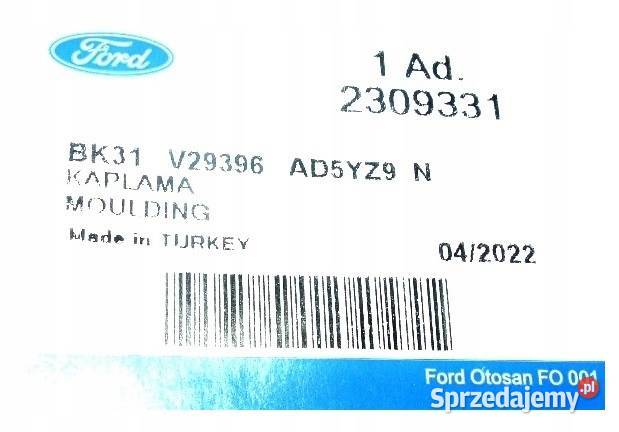 Ford
1 Ad.
2309331
BK31 V29396 AD5YZ9 N
KAPLAMA
MOULDING
Made in TURKEY
04/2022
Ford Otosan FO 001
Sprzedajemy.pl